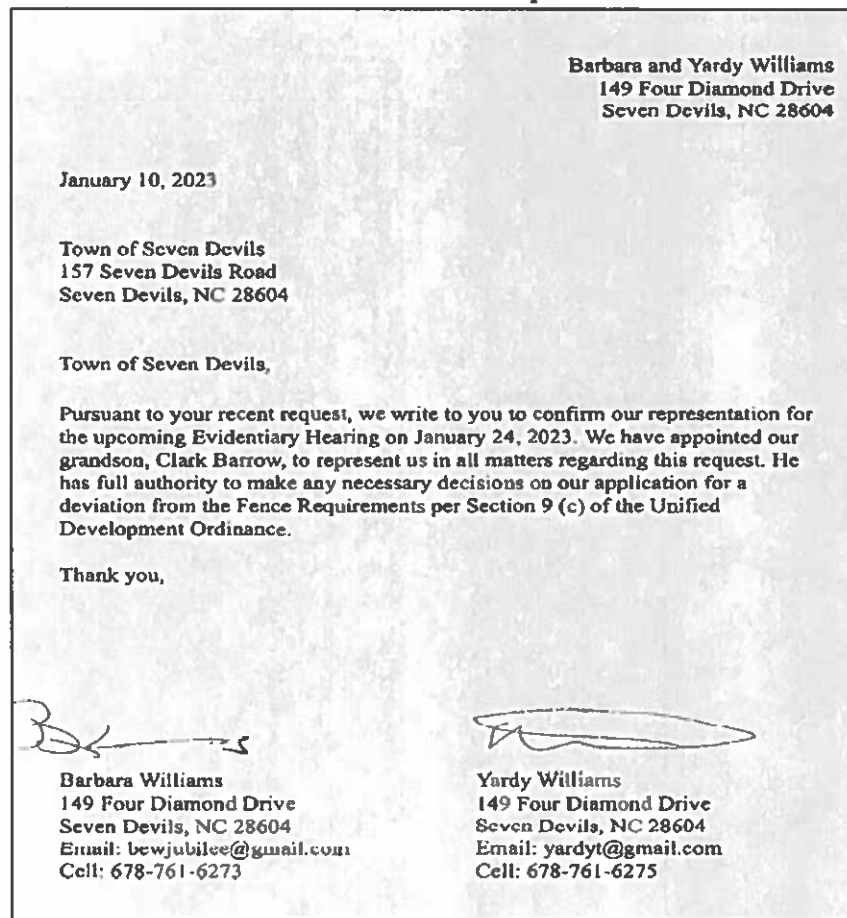 Barbara and Yardy Williams
149 Four Diamond Drive
Seven Devils, NC 28604
January 10, 2023
Town of Seven Devils
157 Seven Devils Road
Seven Devils, NC 28604
Town of Seven Devils,
Pursuant to your recent request, we write to you to confirm our representation for
the upcoming Evidentiary Hearing on January 24, 2023. We have appointed our
grandson, Clark Barrow, to represent us in all matters regarding this request. He
has full authority to make any necessary decisions on our application for a
deviation from the Fence Requirements per Section 9 (c) of the Unified
Development Ordinance.
Thank you,
Barbara Williams
149 Four Diamond Drive
Seven Devils, NC 28604
Email: bewjubilee@gmail.com
Cell: 678-761-6273
Yardy Williams
149 Four Diamond Drive
Seven Devils, NC 28604
Email: yardyt@gmail.com
Cell: 678-761-6275